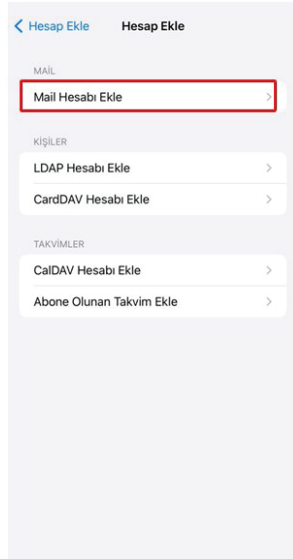 Hesap Ekle Hesap Ekle
MAİL
Mail Hesabı Ekle
KİŞİLER
LDAP Hesabı Ekle
CardDAV Hesabı Ekle
TAKVİMLER
CalDAV Hesabı Ekle
Abone Olunan Takvim Ekle